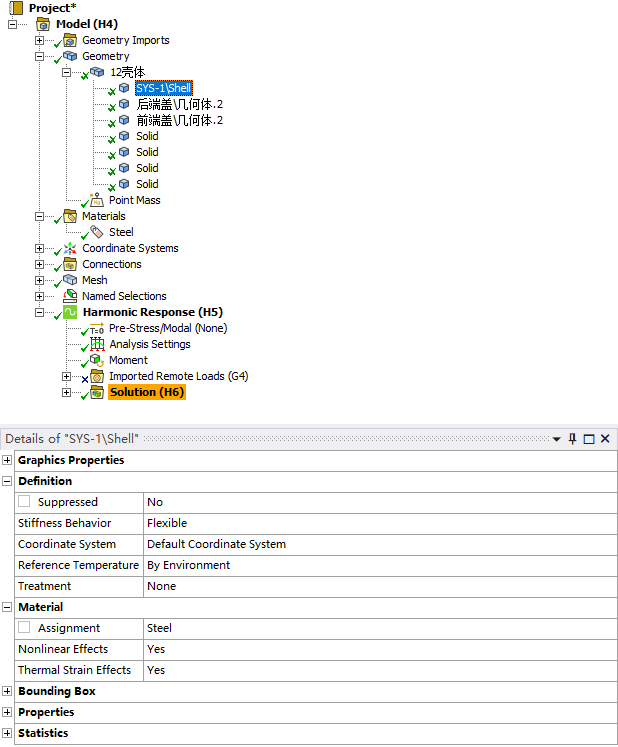 Project*
Model (H4)
Geometry Imports
Geometry
12壳体
SYS-1\Shell
后端盖\几何体.2
前端盖\几何体.2
Solid
Solid
Solid
Solid
Point Mass
Materials
Steel
Coordinate Systems
Connections
Mesh
Named Selections
Harmonic Response (H5)
T=0 Pre-Stress/Modal (None)
Analysis Settings
Moment
Imported Remote Loads (G4)
Solution (H6)
Details of "SYS-1\Shell"
Graphics Properties
Definition
Suppressed No
Stiffness Behavior Flexible
Coordinate System Default Coordinate System
Reference Temperature By Environment
Treatment None
Material
Assignment Steel
Nonlinear Effects Yes
Thermal Strain Effects Yes
Bounding Box
Properties
Statistics